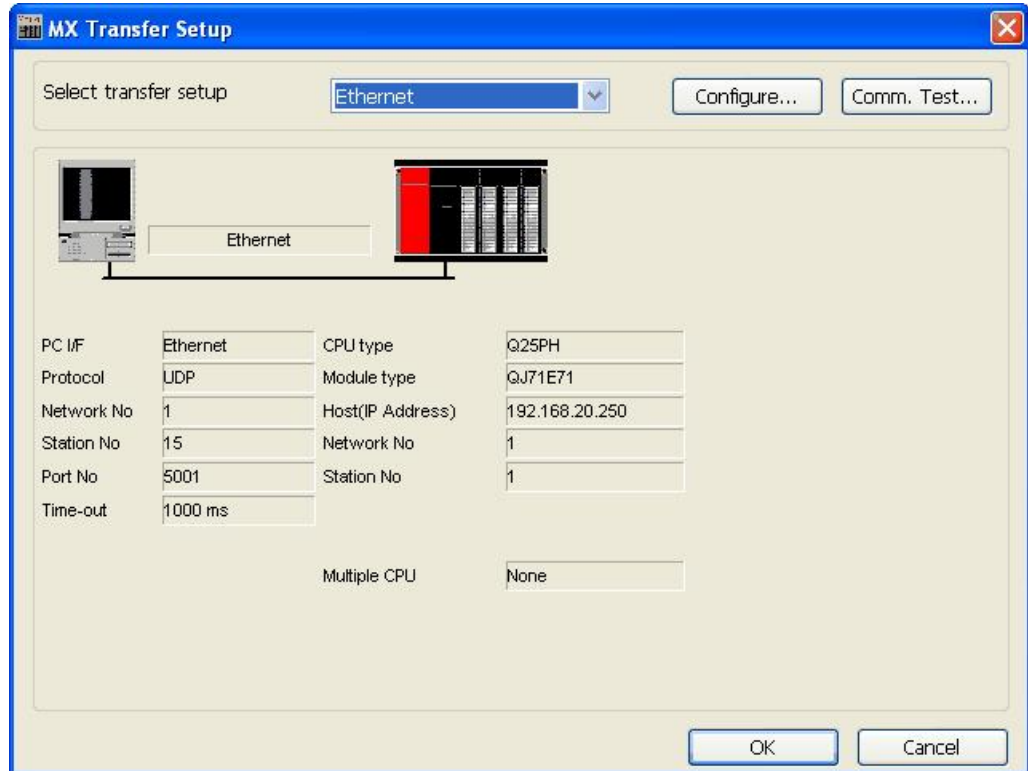 MX Transfer Setup
Select transfer setup Ethernet Configure... Comm. Test...
Ethernet
PC I/F Ethernet CPU type Q25PH
Protocol UDP Module type QJ71E71
Network No 1 Host(IP Address) 192.168.20.250
Station No 15 Network No 1
Port No 5001 Station No 1
Time-out 1000 ms
Multiple CPU None
OK Cancel